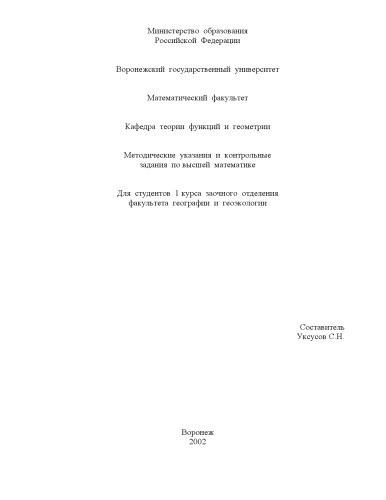 Министерство образования
Российской Федерации
Воронежский государственный университет
Математический факультет
Кафедра теории функций и геометрии
Методические указания и контрольные
задания по высшей математике
Для студентов 1 курса заочного отделения
факультета географии и геоэкологии
Составитель
Уксусов С.Н.
Воронеж
2002